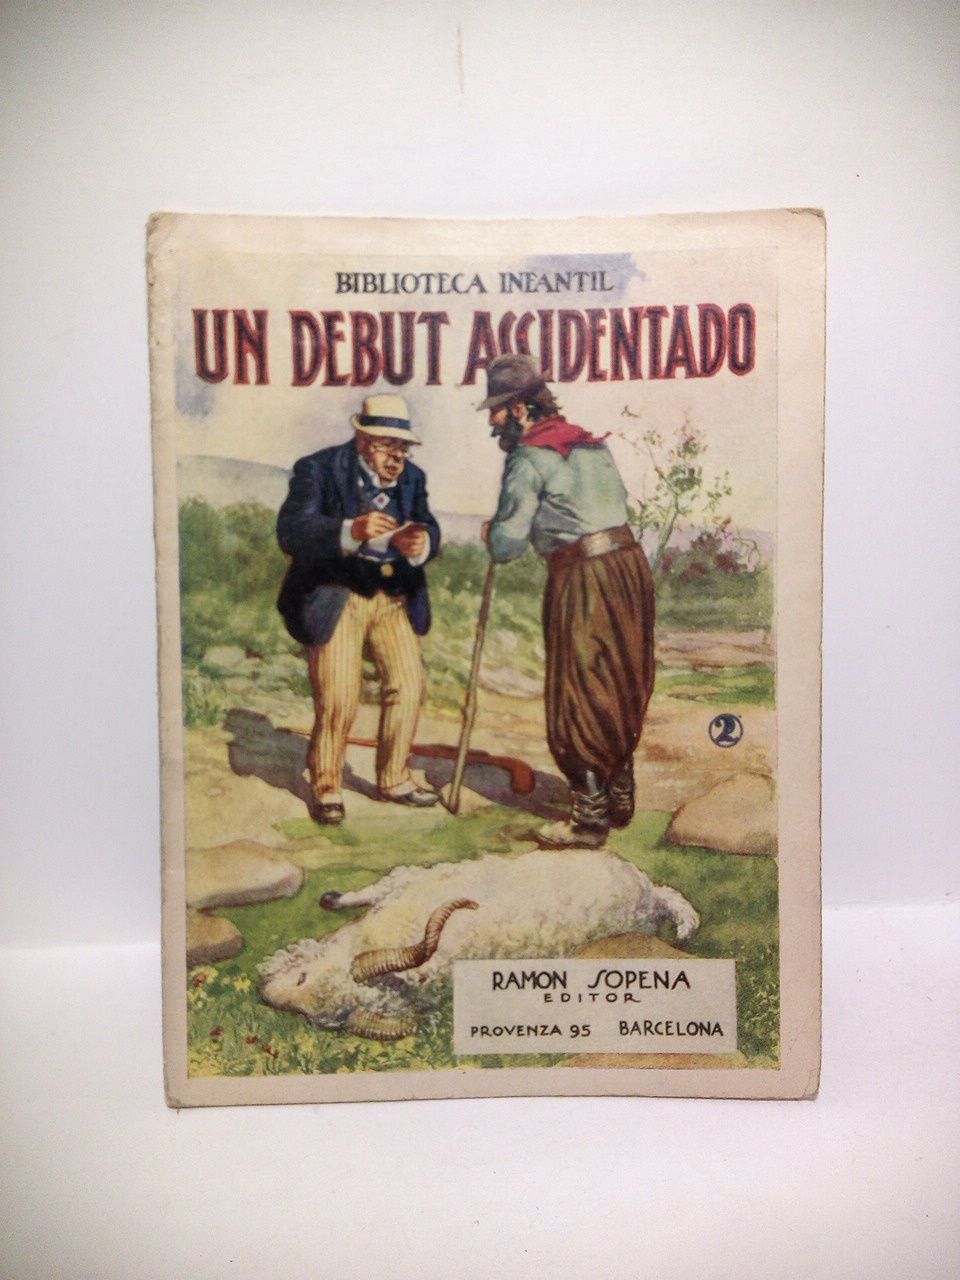 BIBLIOTECA INFANTIL
UN DEBUT ACCIDENTADO
2
RAMON SOPENA
EDITOR
PROVENZA 95 BARCELONA